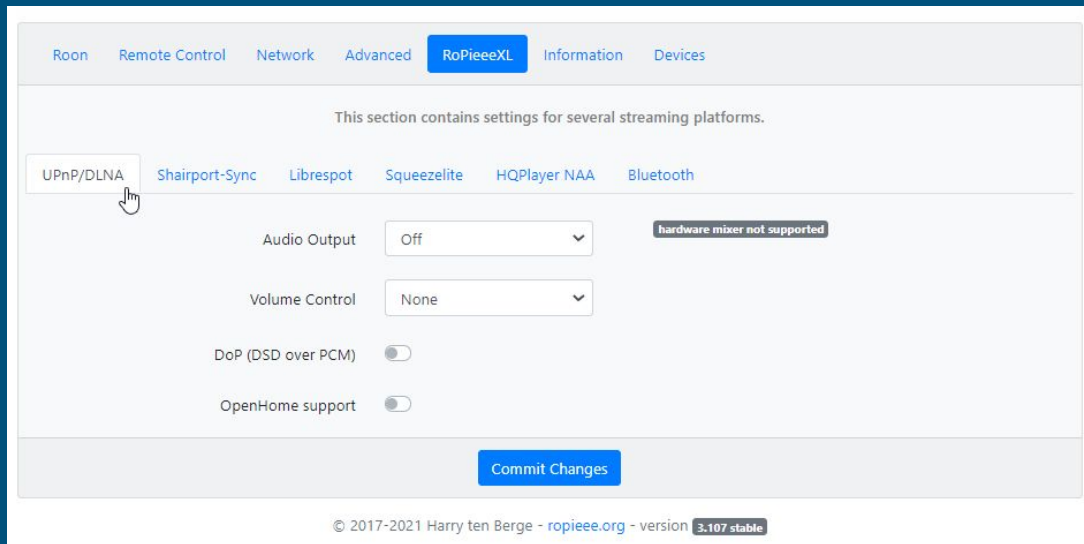 Roon Remote Control Network Advanced RoPieeeXL Information Devices
This section contains settings for several streaming platforms.
UPnP/DLNA Shairport-Sync Librespot Squeezelite HQPlayer NAA Bluetooth
Audio Output Off hardware mixer not supported
Volume Control None
DoP (DSD over PCM)
OpenHome support
Commit Changes
© 2017-2021 Harry ten Berge - ropieee.org - version 3.107 stable